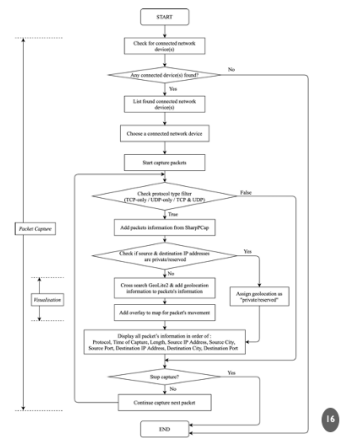 START
Check for connected network
device(s)
Any connected device(s) found?
No
Yes
List found connected network
device(s)
Choose a connected network device
Start capture packets
Check protocol type filter
(TCP-only / UDP-only / TCP & UDP)
False
True
Packet Capture
Add packets information from SharpPCap
Check if source & destination IP addresses
are private/reserved
Yes
No
Cross search GeoLite2 & add geolocation
information to packets's information
Visualization
Assign geolocation as
"private/reserved"
Add overlay to map for packet's movement
Display all packet's information in order of :
Protocol, Time of Capture, Length, Source IP Address, Source City,
Source Port, Destination IP Address, Destination City, Destination Port
Stop capture?
Yes
No
Continue capture next packet
16
END